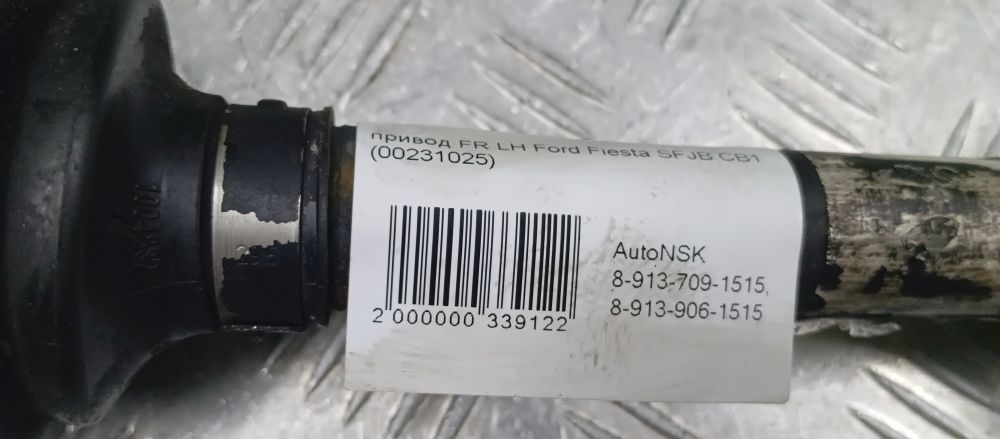 привод FR LH Ford Fiesta SFJB CB1
(00231025)
AutoNSK
8-913-709-1515,
8-913-906-1515
2 000000 339122